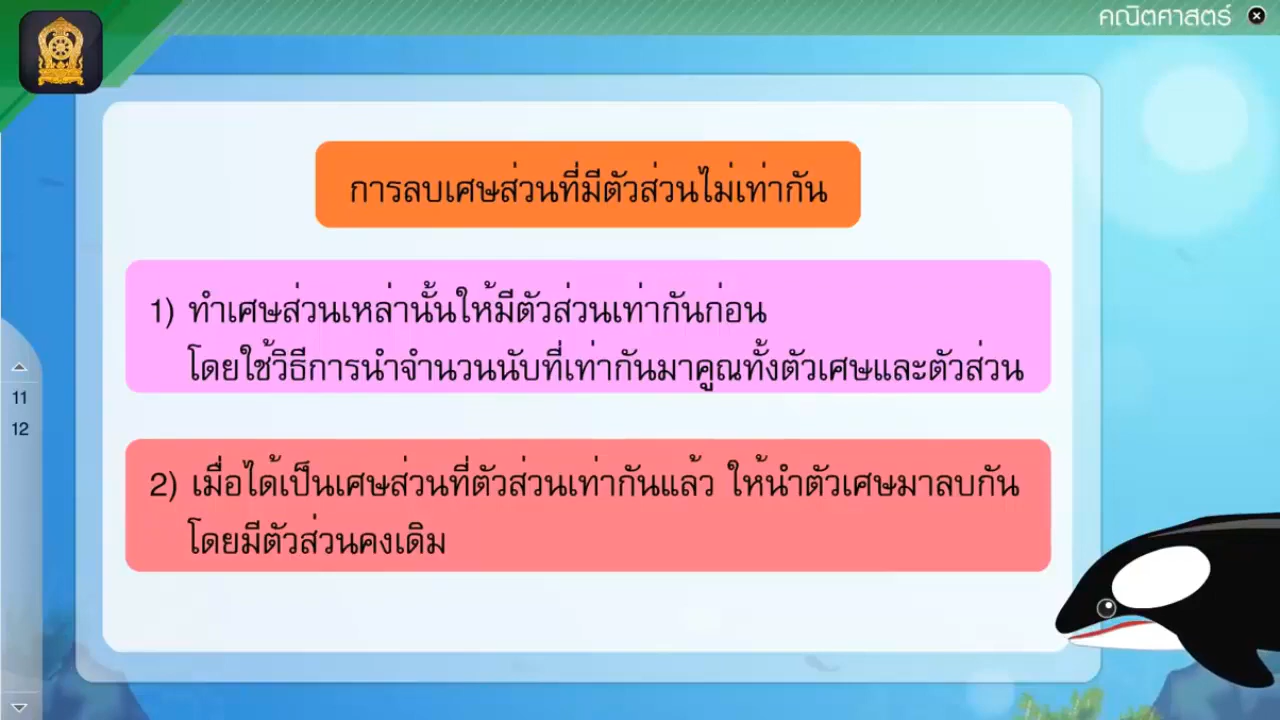 คณิตศาสตร์
การลบเศษส่วนที่มีตัวส่วนไม่เท่ากัน
1) ทำเศษส่วนเหล่านั้นให้มีตัวส่วนเท่ากันก่อน
โดยใช้วิธีการนำจำนวนนับที่เท่ากันมาคูณทั้งตัวเศษและตัวส่วน
2) เมื่อได้เป็นเศษส่วนที่ตัวส่วนเท่ากันแล้ว ให้นำตัวเศษมาลบกัน
โดยมีตัวส่วนคงเดิม
11
12